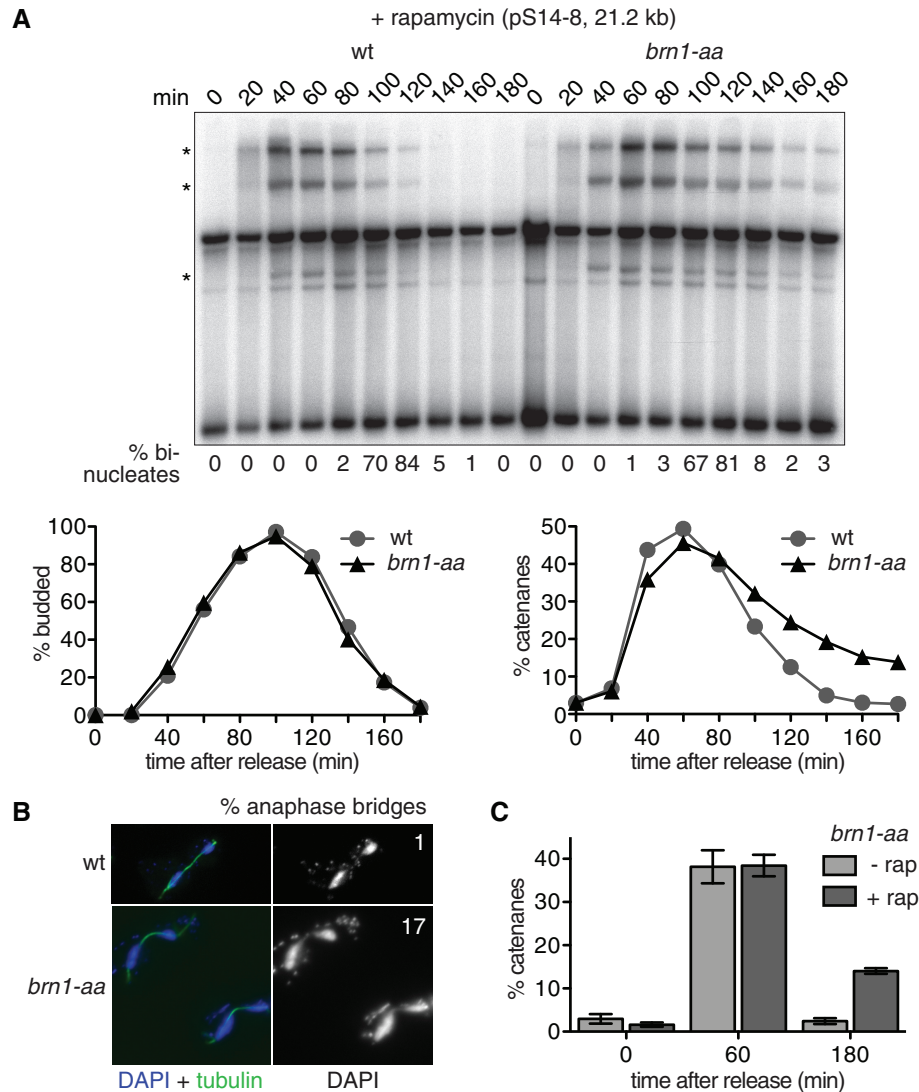 A
+ rapamycin (pS14-8, 21.2 kb)
wt
brn1-aa
min 0 20 40 60 80 100 120 140 160 180 0 20 40 60 80 100 120 140 160 180
*
*
*
% bi-
nucleates
0 0 0 0 2 70 84 5 1 0 0 0 0 1 3 67 81 8 2 3
% budded
100
80
60
40
20
0
wt
brn1-aa
0 40 80 120 160
time after release (min)
% catenanes
50
40
30
20
10
0
wt
brn1-aa
0 40 80 120 160
time after release (min)
B
% anaphase bridges
wt
1
brn1-aa
17
DAPI + tubulin
DAPI
C
brn1-aa
- rap
+ rap
% catenanes
40
30
20
10
0
0 60 180
time after release (min)